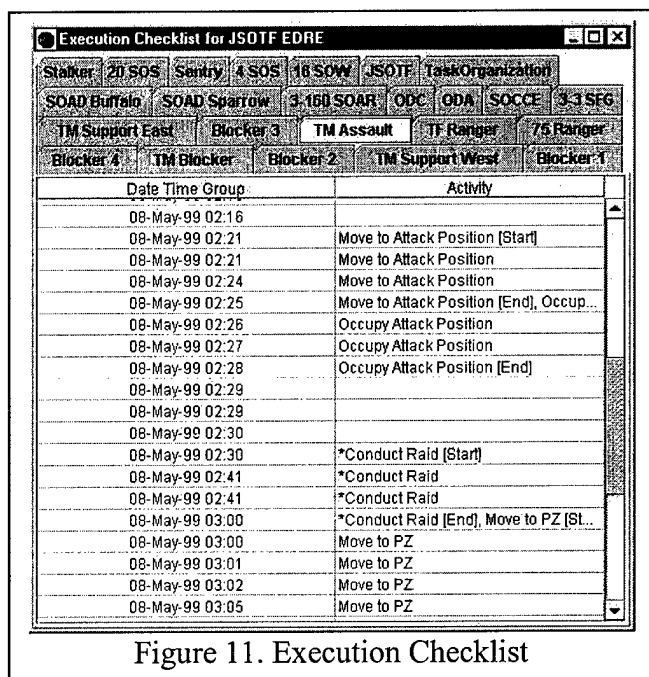 Execution Checklist for JSOTF EDRE
Stalker 20 SOS Sentry 4 SOS 16 SOW JSOTF TaskOrganization
SOAD Buffalo SOAD Sparrow 3-160 SOAR ODC ODA SOCCE 3-3 SFG
TM Support East Blocker 3 TM Assault TF Ranger 75 Ranger
Blocker 4 TM Blocker Blocker 2 TM Support West Blocker 1
Date Time Group Activity
08-May-99 02:16
08-May-99 02:21 Move to Attack Position [Start]
08-May-99 02:21 Move to Attack Position
08-May-99 02:24 Move to Attack Position
08-May-99 02:25 Move to Attack Position [End], Occup...
08-May-99 02:26 Occupy Attack Position
08-May-99 02:27 Occupy Attack Position
08-May-99 02:28 Occupy Attack Position [End]
08-May-99 02:29
08-May-99 02:29
08-May-99 02:30
08-May-99 02:30 *Conduct Raid [Start]
08-May-99 02:41 *Conduct Raid
08-May-99 02:41 *Conduct Raid
08-May-99 03:00 *Conduct Raid [End], Move to PZ [St...
08-May-99 03:00 Move to PZ
08-May-99 03:01 Move to PZ
08-May-99 03:02 Move to PZ
08-May-99 03:05 Move to PZ
Figure 11. Execution Checklist